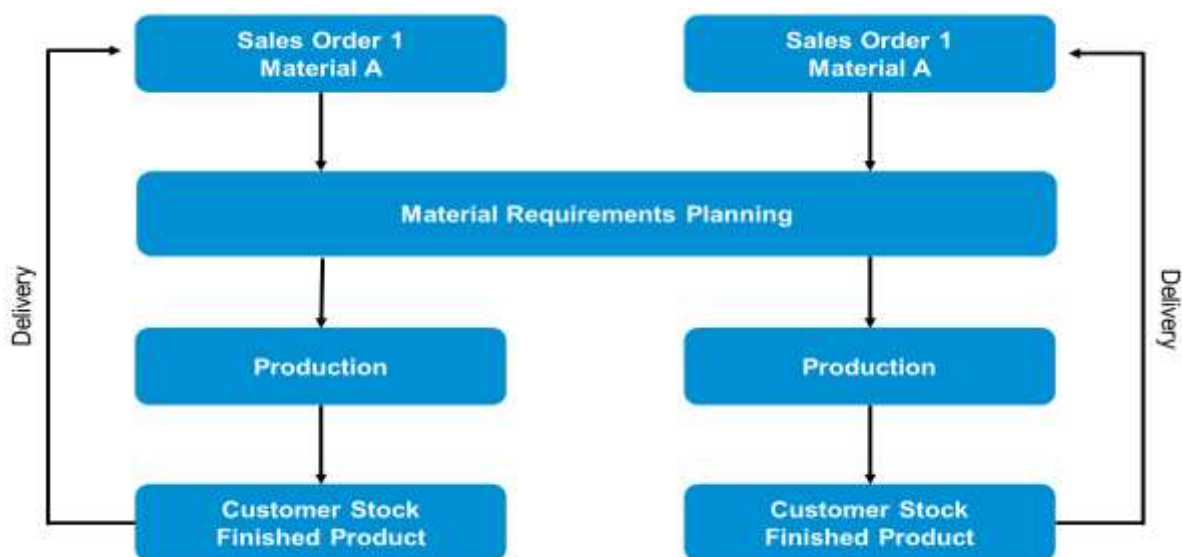 Sales Order 1
Material A
Sales Order 1
Material A
Material Requirements Planning
Delivery
Delivery
Production
Production
Customer Stock
Finished Product
Customer Stock
Finished Product